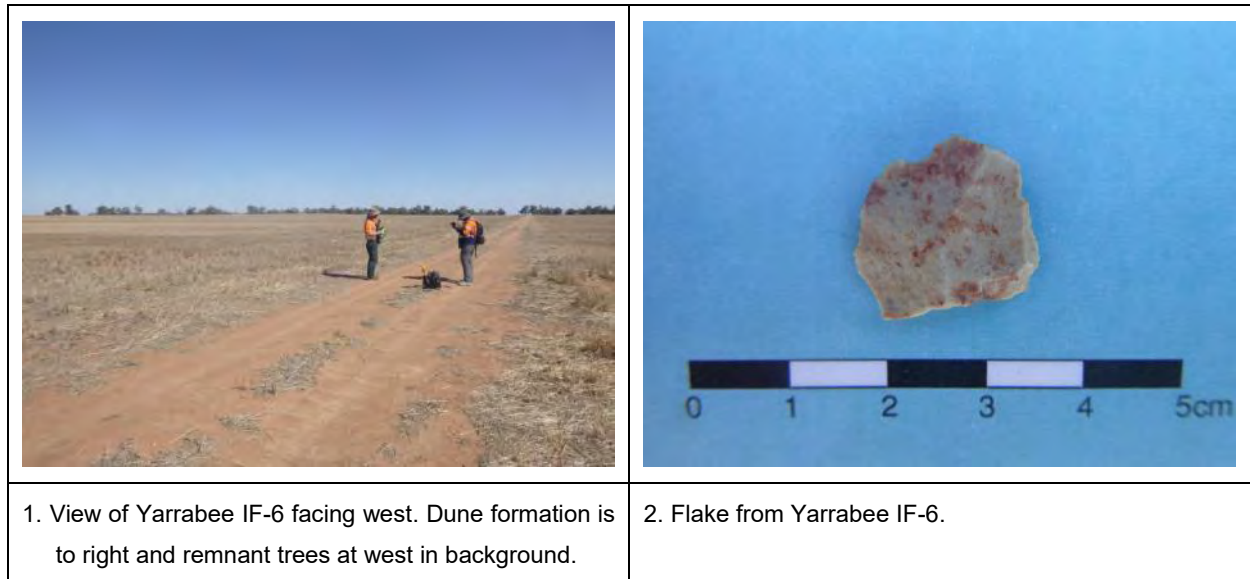 0 1 2 3 4 5cm
1. View of Yarrabee IF-6 facing west. Dune formation is
to right and remnant trees at west in background.
2. Flake from Yarrabee IF-6.